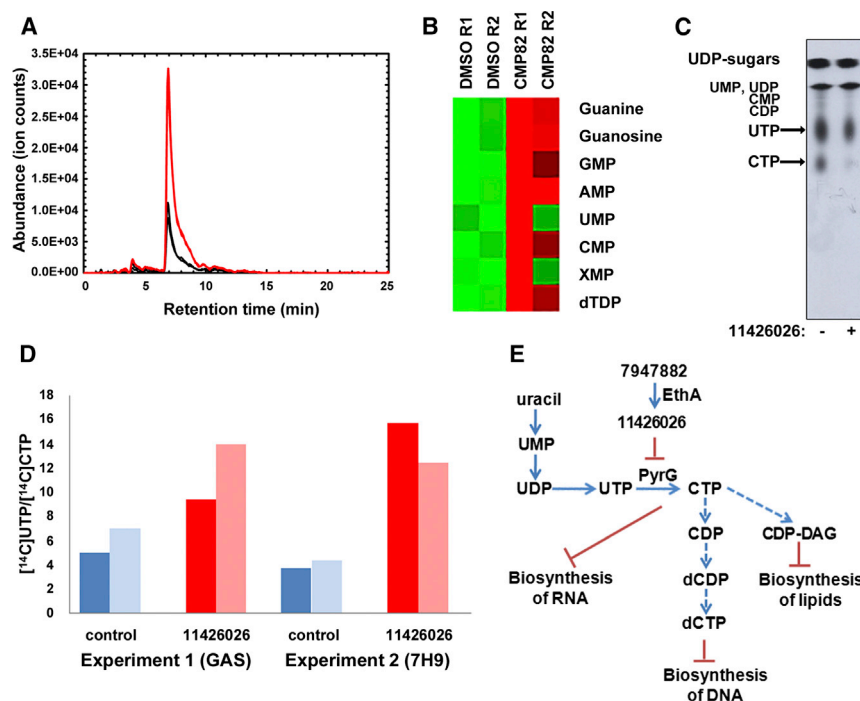 A
3.5E+04
3.0E+04
2.5E+04
2.0E+04
1.5E+04
1.0E+04
5.0E+03
0.0E+00
Abundance (ion counts)
0 5 10 15 20 25
Retention time (min)
B
DMSO R1
DMSO R2
CMP82 R1
CMP82 R2
Guanine
Guanosine
GMP
AMP
UMP
CMP
XMP
dTDP
C
UDP-sugars
UMP, UDP
CMP
CDP
UTP
CTP
11426026: - +
D
18
16
14
12
10
8
6
4
2
0
[¹⁴C]UTP/[¹⁴C]CTP
control 11426026 control 11426026
Experiment 1 (GAS) Experiment 2 (7H9)
E
7947882
EthA
uracil
11426026
UMP
PyrG
UDP UTP CTP
CDP CDP-DAG
Biosynthesis
of RNA
dCDP
Biosynthesis
of lipids
dCTP
Biosynthesis
of DNA